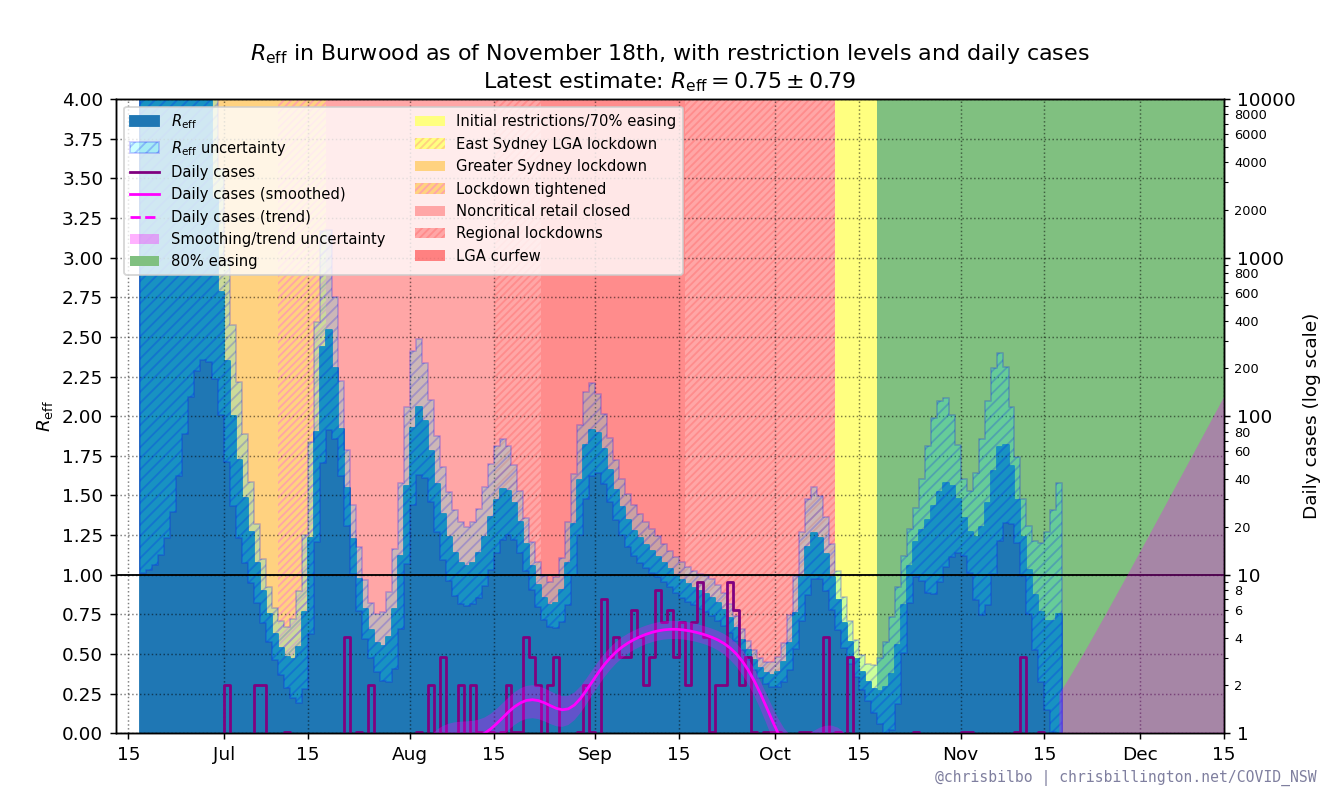 Reff in Burwood as of November 18th, with restriction levels and daily cases
Latest estimate: Reff = 0.75 ± 0.79
4.00
3.75
3.50
3.25
3.00
2.75
2.50
2.25
2.00
1.75
1.50
1.25
1.00
0.75
0.50
0.25
0.00
Reff
Reff
Reff uncertainty
Daily cases
Daily cases (smoothed)
Daily cases (trend)
Smoothing/trend uncertainty
80% easing
Initial restrictions/70% easing
East Sydney LGA lockdown
Greater Sydney lockdown
Lockdown tightened
Noncritical retail closed
Regional lockdowns
LGA curfew
10000
8000
6000
4000
2000
1000
800
600
400
200
100
80
60
40
20
10
8
6
4
2
1
Daily cases (log scale)
15 Jul 15 Aug 15 Sep 15 Oct 15 Nov 15 Dec 15
@chrisbilbo | chrisbillington.net/COVID_NSW